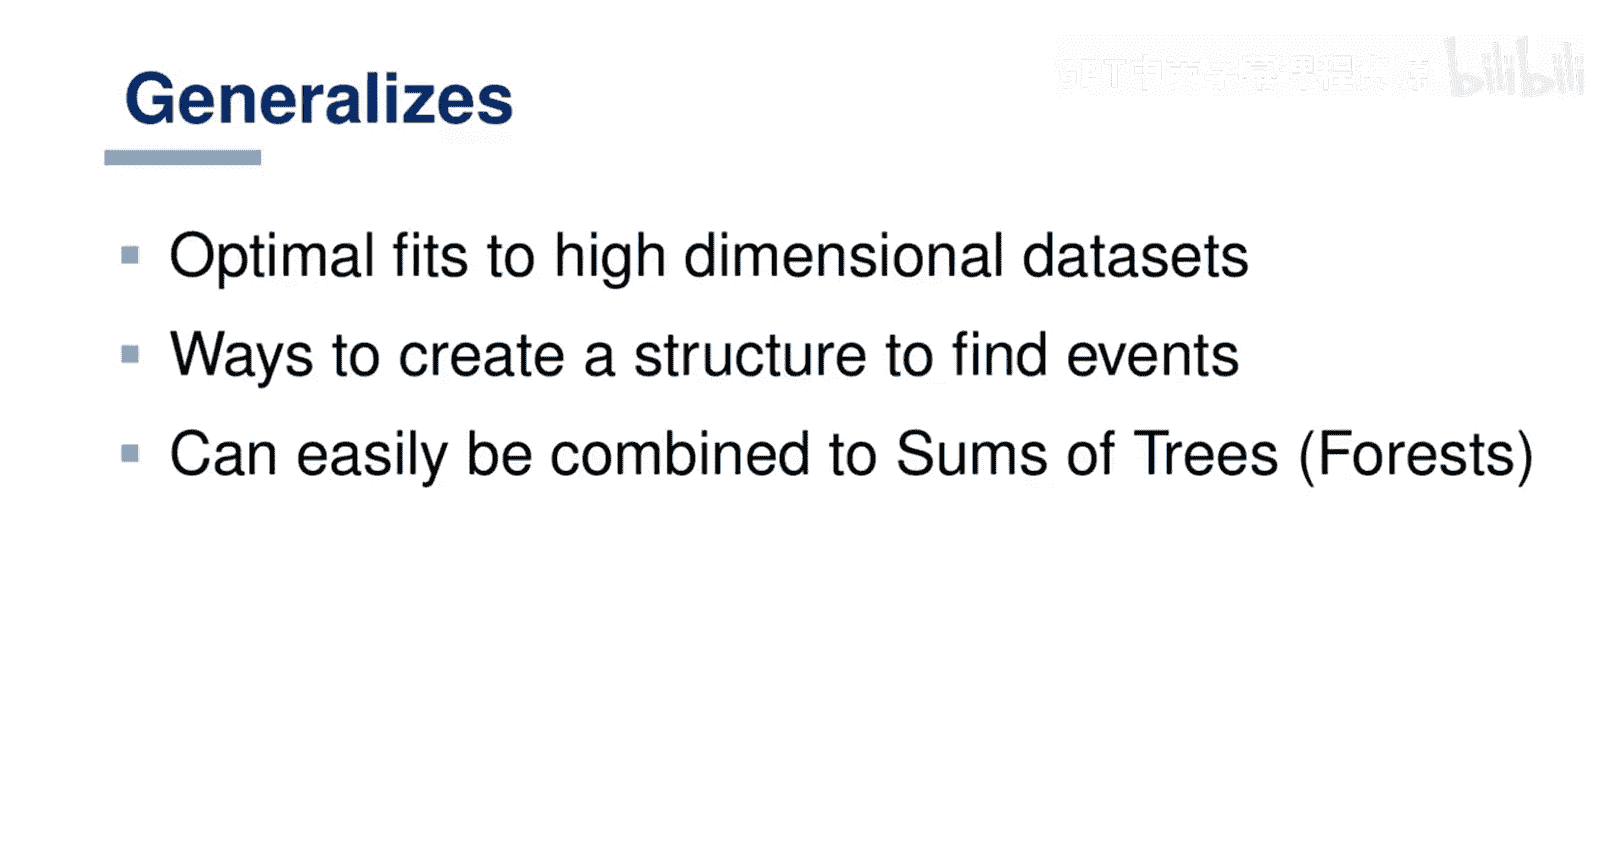 Generalizes
bilibili
Optimal fits to high dimensional datasets
Ways to create a structure to find events
Can easily be combined to Sums of Trees (Forests)